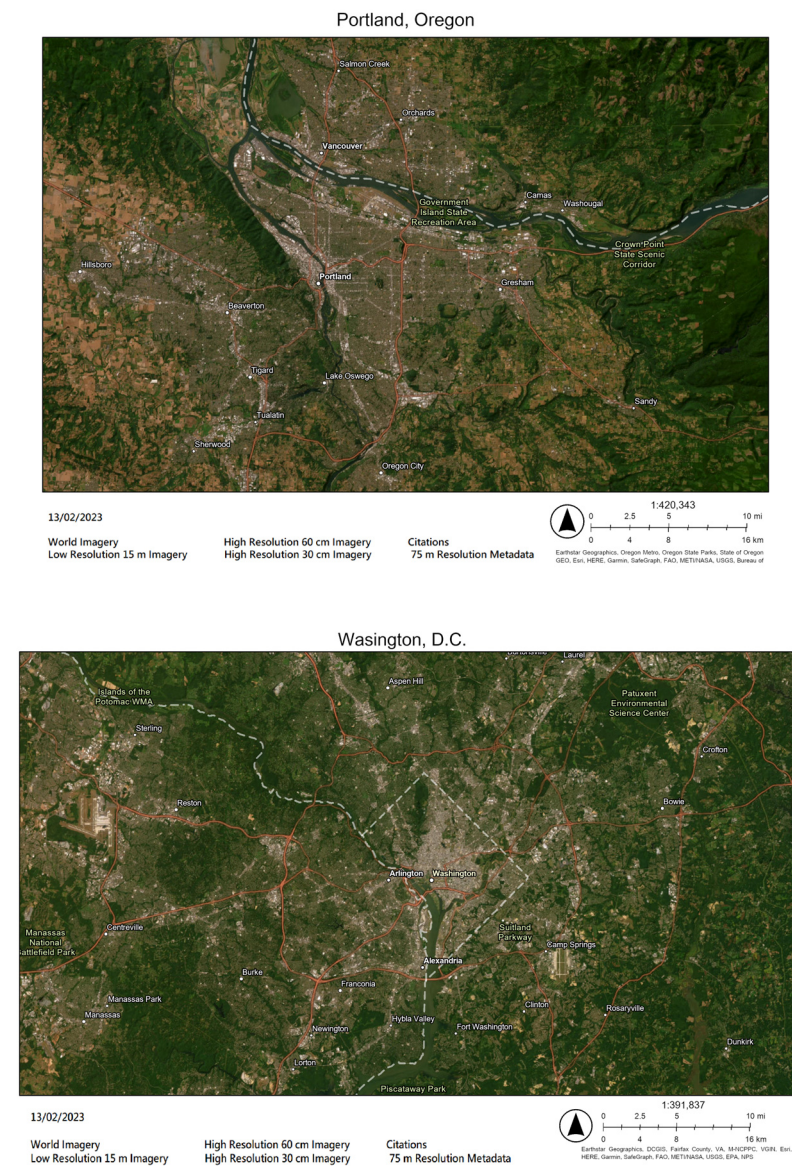 Portland, Oregon
Salmon Creek
Orchards
Vancouver
Camas
Washougal
Government
Island State
Recreation Area
Crown Point
State Scenic
Corridor
Hillsboro
Portland
Gresham
Beaverton
Tigard
Lake Oswego
Sandy
Tualatin
Sherwood
Oregon City
13/02/2023
World Imagery
Low Resolution 15 m Imagery
High Resolution 60 cm Imagery
High Resolution 30 cm Imagery
Citations
75 m Resolution Metadata
1:420,343
0 2.5 5 10 mi
0 4 8 16 km
Earthstar Geographics, Oregon Metro, Oregon State Parks, State of Oregon
GEO, Esri, HERE, Garmin, SafeGraph, FAO, METI/NASA, USGS, Bureau of
Wasington, D.C.
Laurel
Aspen Hill
Islands of the
Potomac WMA
Patuxent
Environmental
Science Center
Sterling
Crofton
Reston
Bowie
Arlington
Washington
Centreville
Manassas
National
Battlefield Park
Suitland
Parkway
Camp Springs
Alexandria
Burke
Franconia
Manassas Park
Manassas
Clinton
Rosaryville
Hybla Valley
Fort Washington
Newington
Dunkirk
Lorton
Piscataway Park
13/02/2023
World Imagery
Low Resolution 15 m Imagery
High Resolution 60 cm Imagery
High Resolution 30 cm Imagery
Citations
75 m Resolution Metadata
1:391,837
0 2.5 5 10 mi
0 4 8 16 km
Earthstar Geographics, DCGIS, Fairfax County, VA, M-NCPPC, VGIN, Esri,
HERE, Garmin, SafeGraph, FAO, METI/NASA, USGS, EPA, NPS